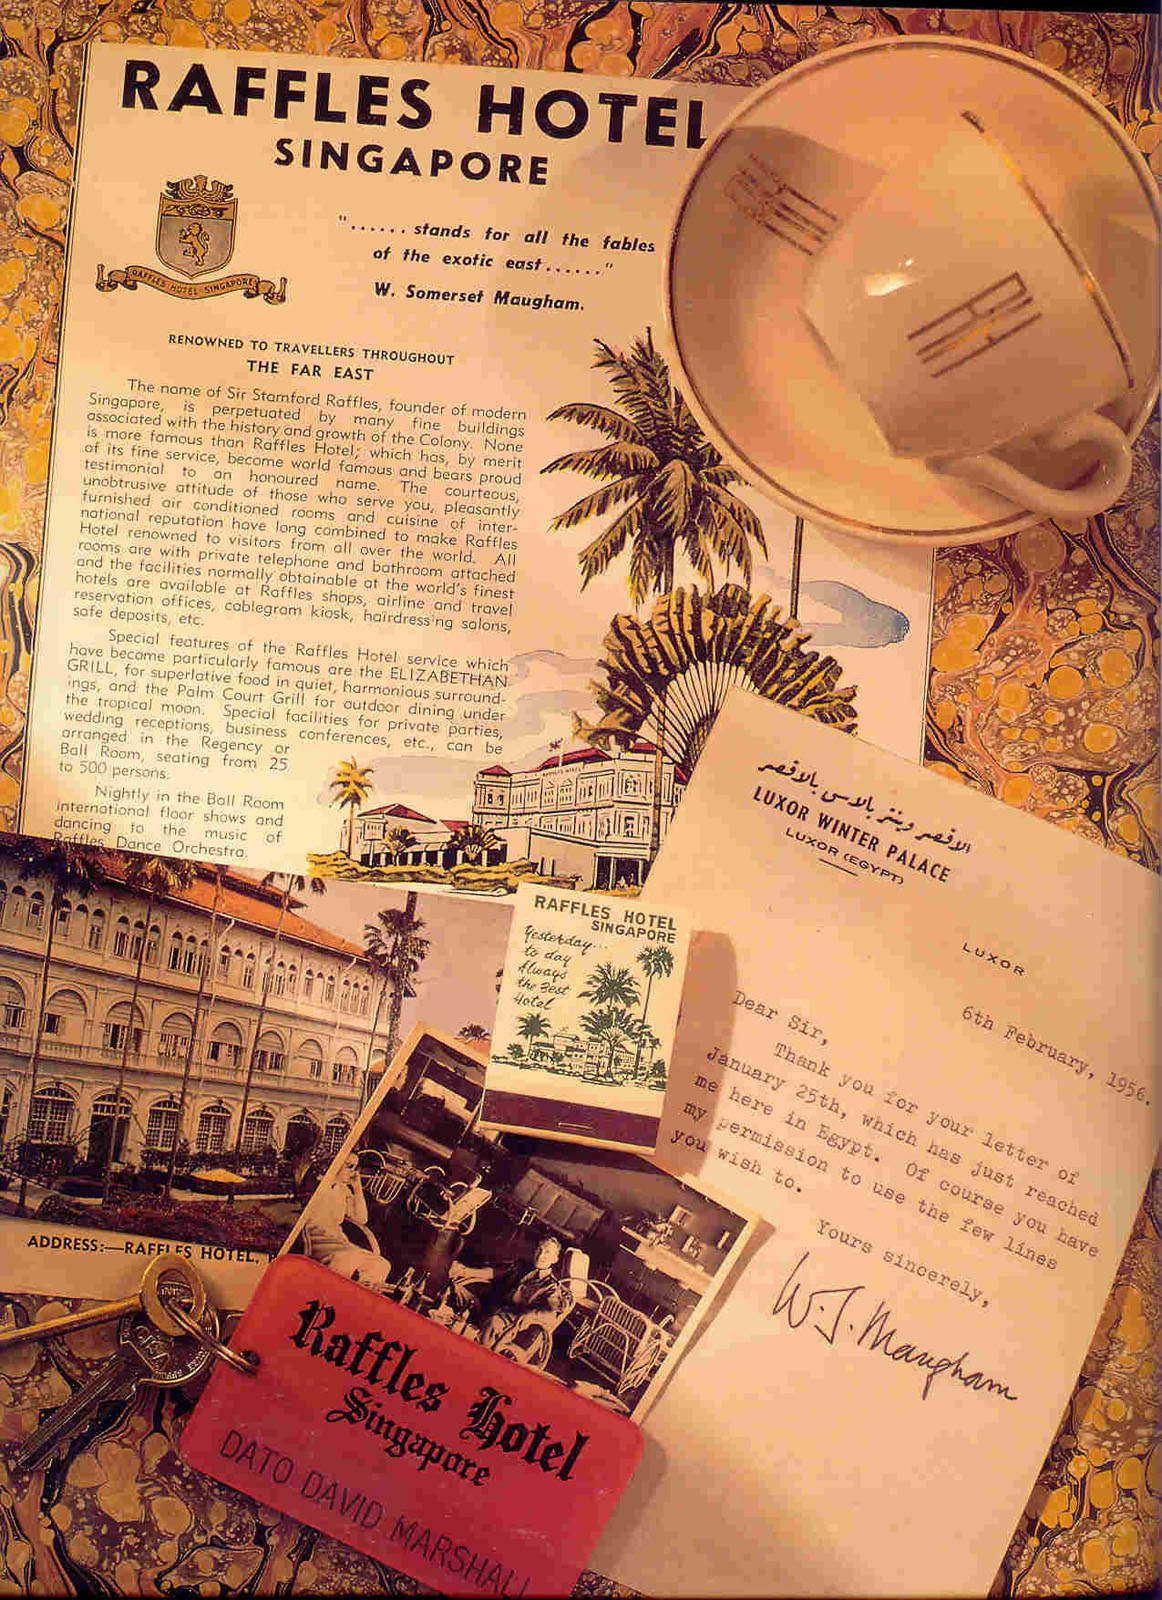 RAFFLES HOTEL
SINGAPORE
"...... stands for all the fables
of the exotic east......"
W. Somerset Maugham.
RAFFLES HOTEL SINGAPORE
RENOWNED TO TRAVELLERS THROUGHOUT
THE FAR EAST
The name of Sir Stamford Raffles, founder of modern
Singapore, is perpetuated by many fine buildings
associated with the history and growth of the Colony. None
is more famous than Raffles Hotel; which has, by merit
of its fine service, become world famous and bears proud
testimonial to an honoured name. The courteous,
unobtrusive attitude of those who serve you, pleasantly
furnished air conditioned rooms and cuisine of inter-
national reputation have long combined to make Raffles
Hotel renowned to visitors from all over the world. All
rooms are with private telephone and bathroom attached
and the facilities normally obtainable at the world's finest
hotels are available at Raffles shops, airline and travel
reservation offices, cablegram kiosk, hairdressing salons,
safe deposits, etc.
Special features of the Raffles Hotel service which
have become particularly famous are the ELIZABETHAN
GRILL, for superlative food in quiet, harmonious surround-
ings, and the Palm Court Grill for outdoor dining under
the tropical moon. Special facilities for private parties,
wedding receptions, business conferences, etc., can be
arranged in the Regency or
Ball Room, seating from 25
to 500 persons.
Nightly in the Ball Room
international floor shows and
dancing to the music of
Raffles Dance Orchestra.
RH
RH
الاقصر وينتر بالاس بالاقصر
LUXOR WINTER PALACE
LUXOR (EGYPT)
LUXOR
6th February, 1956.
Dear Sir,
Thank you for your letter of
January 25th, which has just reached
me here in Egypt. Of course you have
my permission to use the few lines
you wish to.
Yours sincerely,
W.S. Maugham
RAFFLES HOTEL
SINGAPORE
Yesterday...
to day
Always
the Best
Hotel
ADDRESS:—RAFFLES HOTEL,
Raffles Hotel
Singapore
DATO DAVID MARSHALL